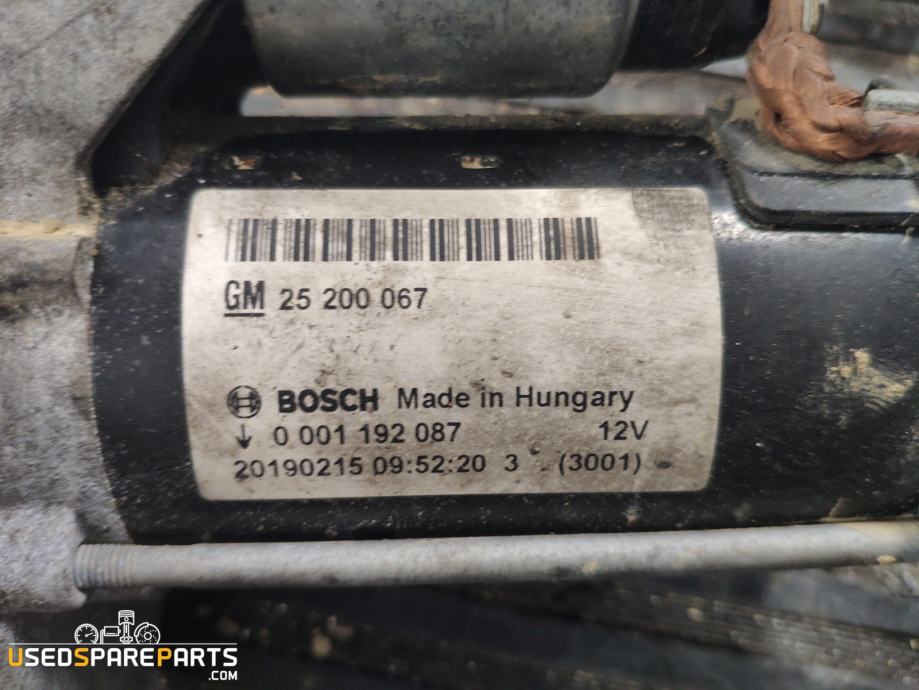 GM 25 200 067
BOSCH Made in Hungary
↓ 0 001 192 087 12V
20190215 09:52:20 3 (3001)
USEDSPAREPARTS
.COM